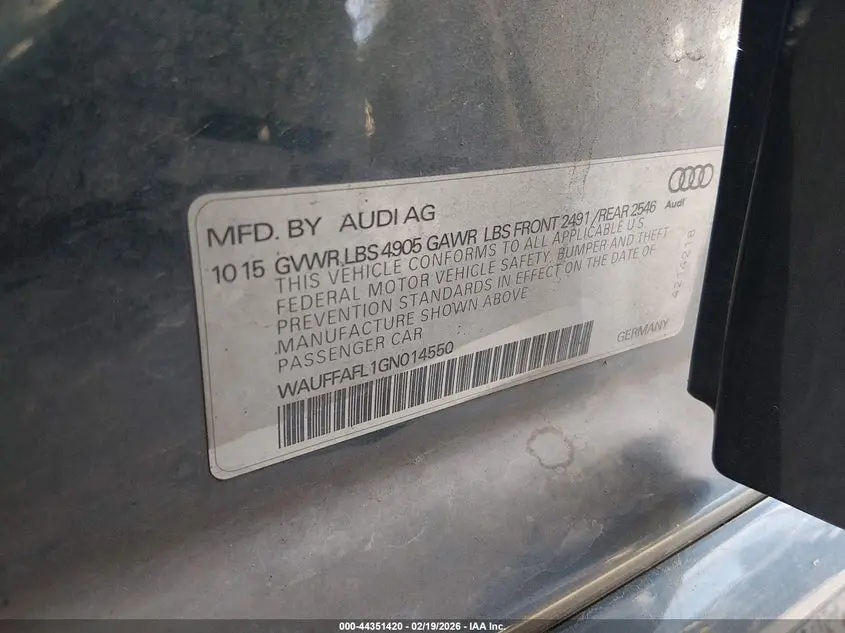 Audi
MFD. BY AUDI AG
10 15 GVWR LBS 4905 GAWR LBS FRONT 2491/REAR 2546
THIS VEHICLE CONFORMS TO ALL APPLICABLE U.S
FEDERAL MOTOR VEHICLE SAFETY, BUMPER AND THEFT
PREVENTION STANDARDS IN EFFECT ON THE DATE OF
MANUFACTURE SHOWN ABOVE
PASSENGER CAR
WAUFFAFL1GN014550
GERMANY
4214218
000-44351420 - 02/19/2026 - IAA Inc.